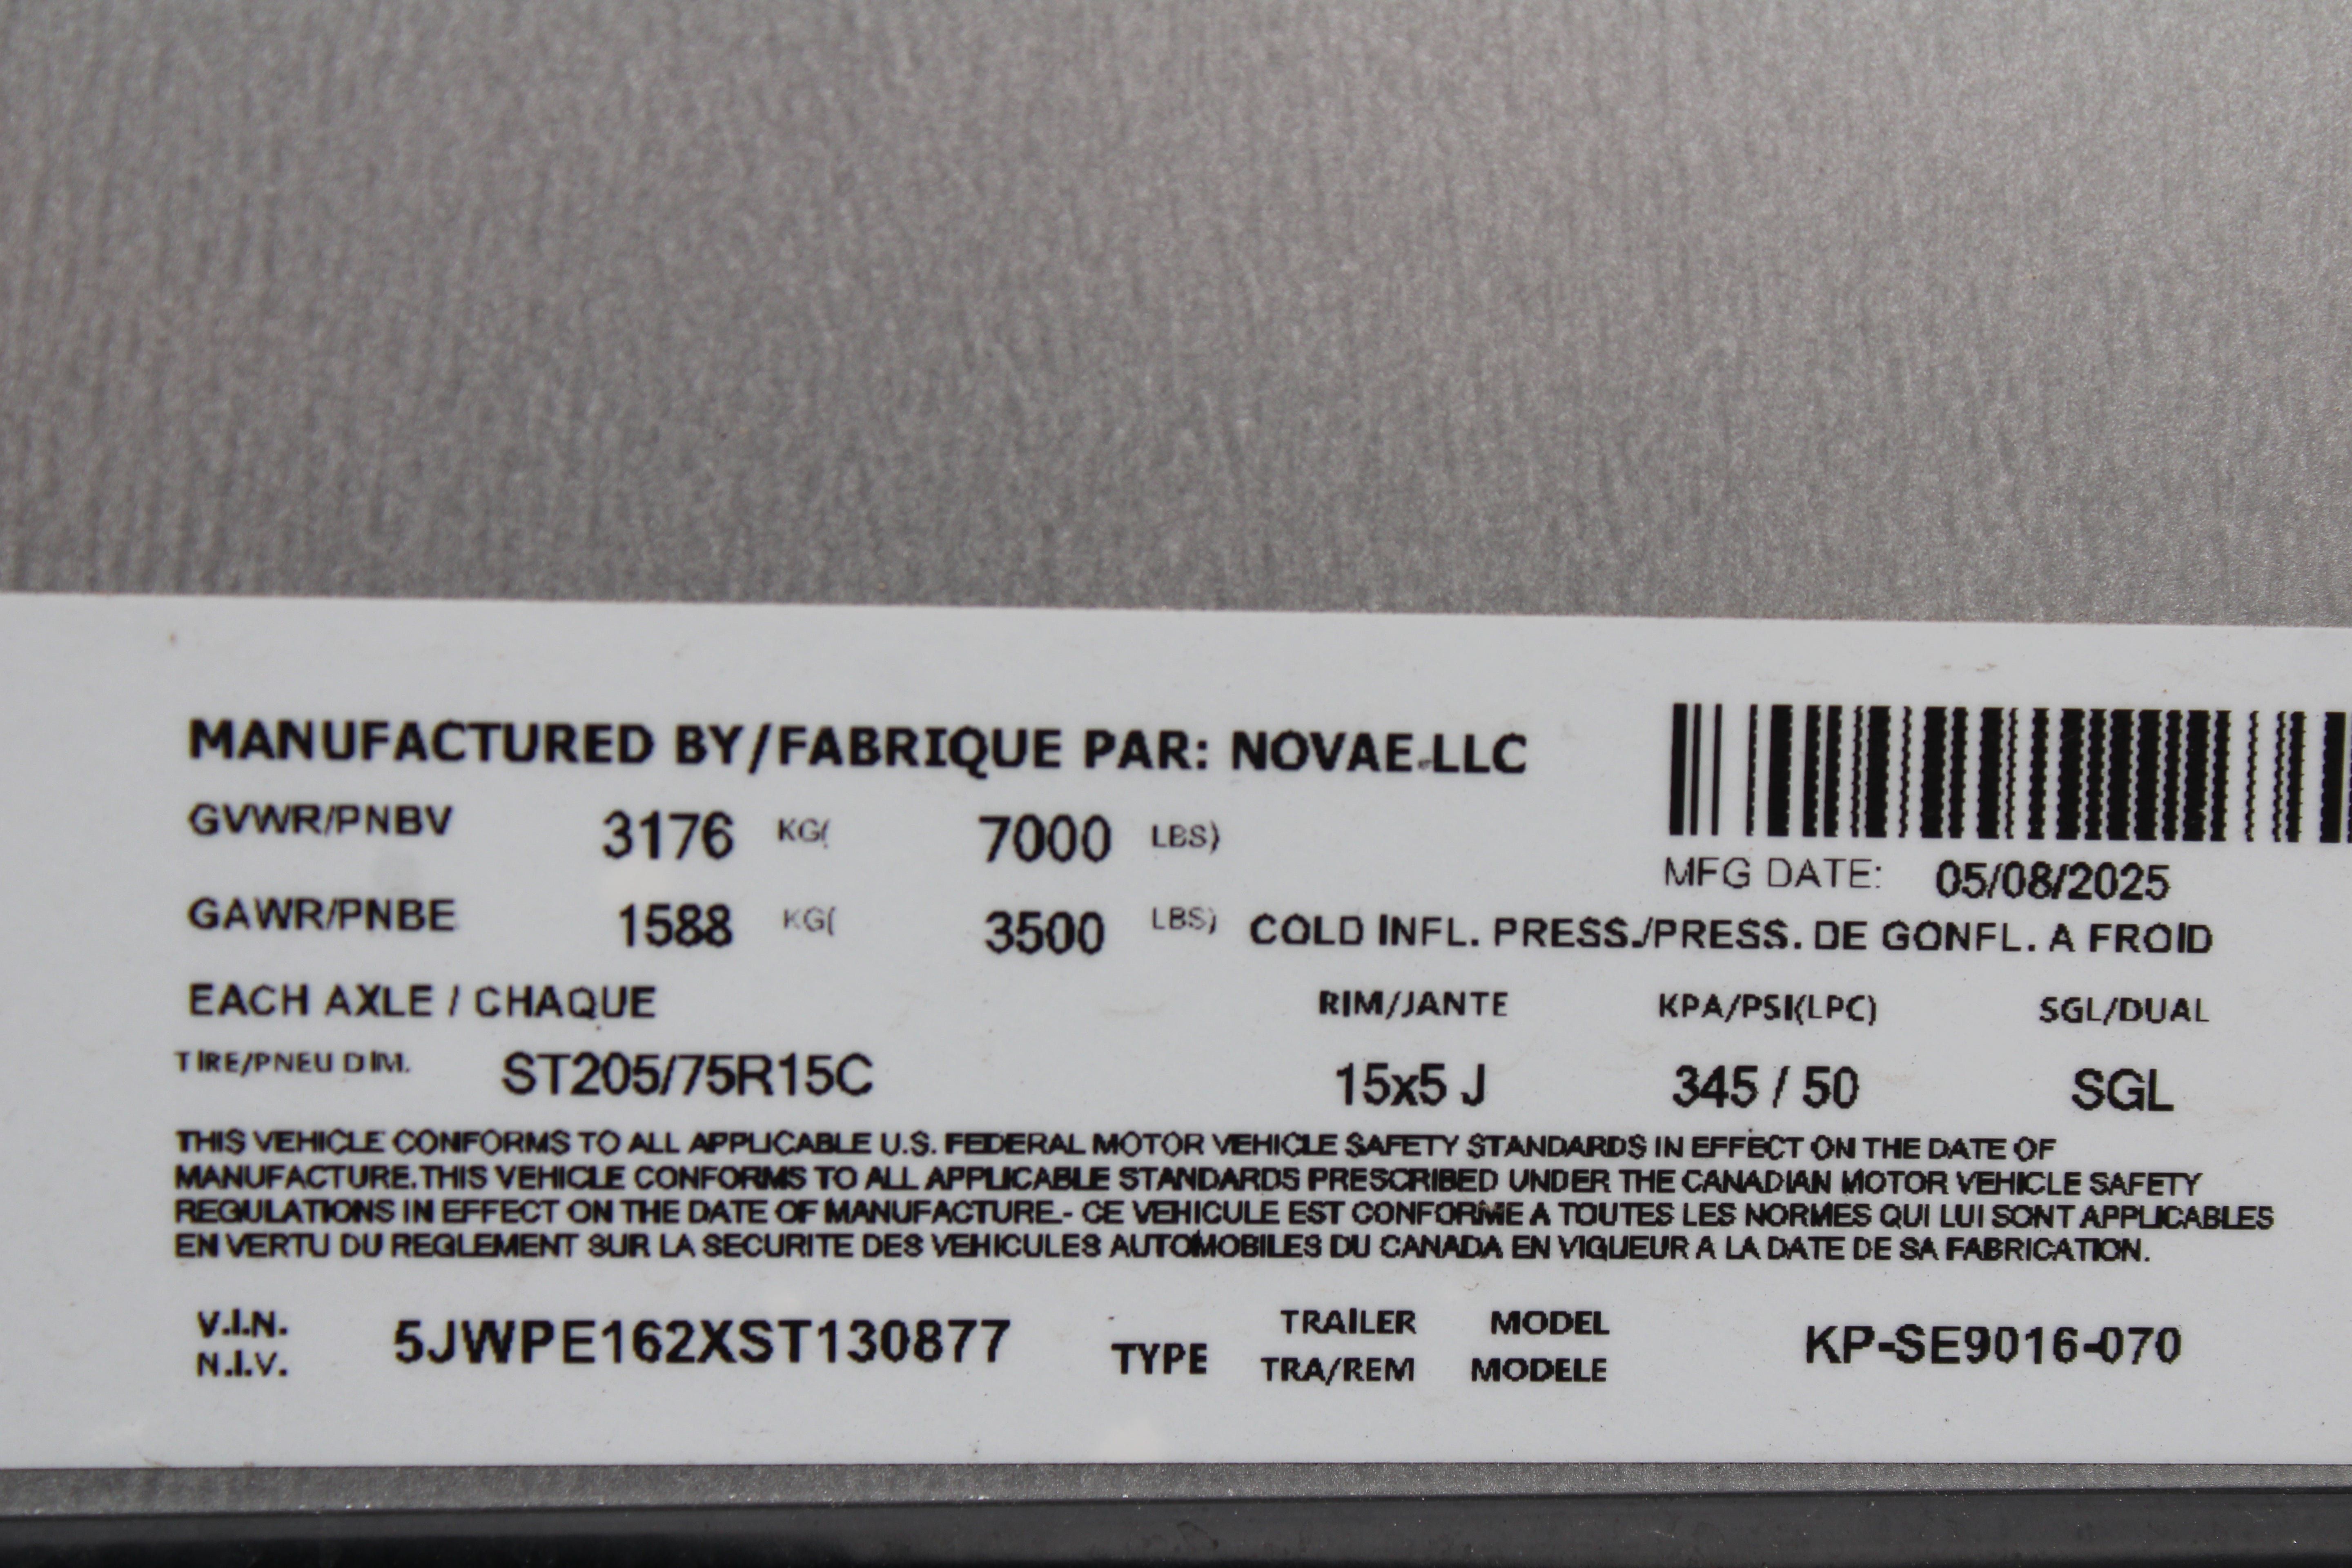 MANUFACTURED BY/FABRIQUE PAR: NOVAE LLC
GVWR/PNBV 3176 KG( 7000 LBS)
MFG DATE: 05/08/2025
GAWR/PNBE 1588 KG( 3500 LBS) COLD INFL. PRESS./PRESS. DE GONFL. A FROID
EACH AXLE / CHAQUE RIM/JANTE KPA/PSI(LPC) SGL/DUAL
TIRE/PNEU DIM. ST205/75R15C 15x5 J 345 / 50 SGL
THIS VEHICLE CONFORMS TO ALL APPLICABLE U.S. FEDERAL MOTOR VEHICLE SAFETY STANDARDS IN EFFECT ON THE DATE OF
MANUFACTURE.THIS VEHICLE CONFORMS TO ALL APPLICABLE STANDARDS PRESCRIBED UNDER THE CANADIAN MOTOR VEHICLE SAFETY
REGULATIONS IN EFFECT ON THE DATE OF MANUFACTURE.- CE VEHICULE EST CONFORME A TOUTES LES NORMES QUI LUI SONT APPLICABLES
EN VERTU DU REGLEMENT SUR LA SECURITE DES VEHICULES AUTOMOBILES DU CANADA EN VIGUEUR A LA DATE DE SA FABRICATION.
V.I.N. 5JWPE162XST130877 TYPE TRAILER MODEL KP-SE9016-070
N.I.V. TRA/REM MODELE